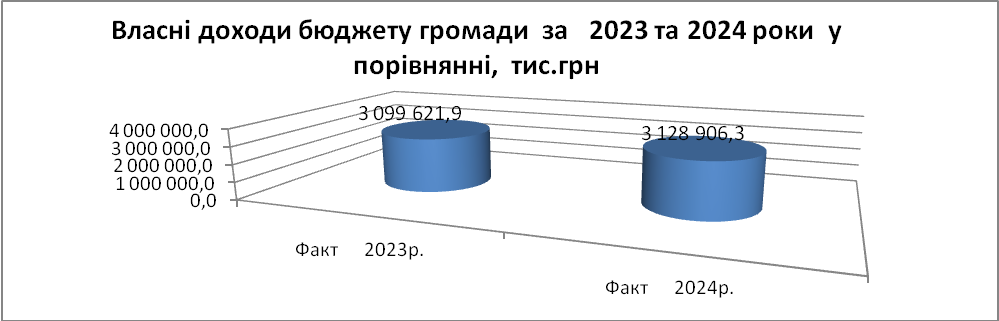 Власні доходи бюджету громади за 2023 та 2024 роки у
порівнянні, тис.грн
3 099 621,9
3 128 906,3
4 000 000,0
3 000 000,0
2 000 000,0
1 000 000,0
0,0
Факт 2023р.
Факт 2024р.